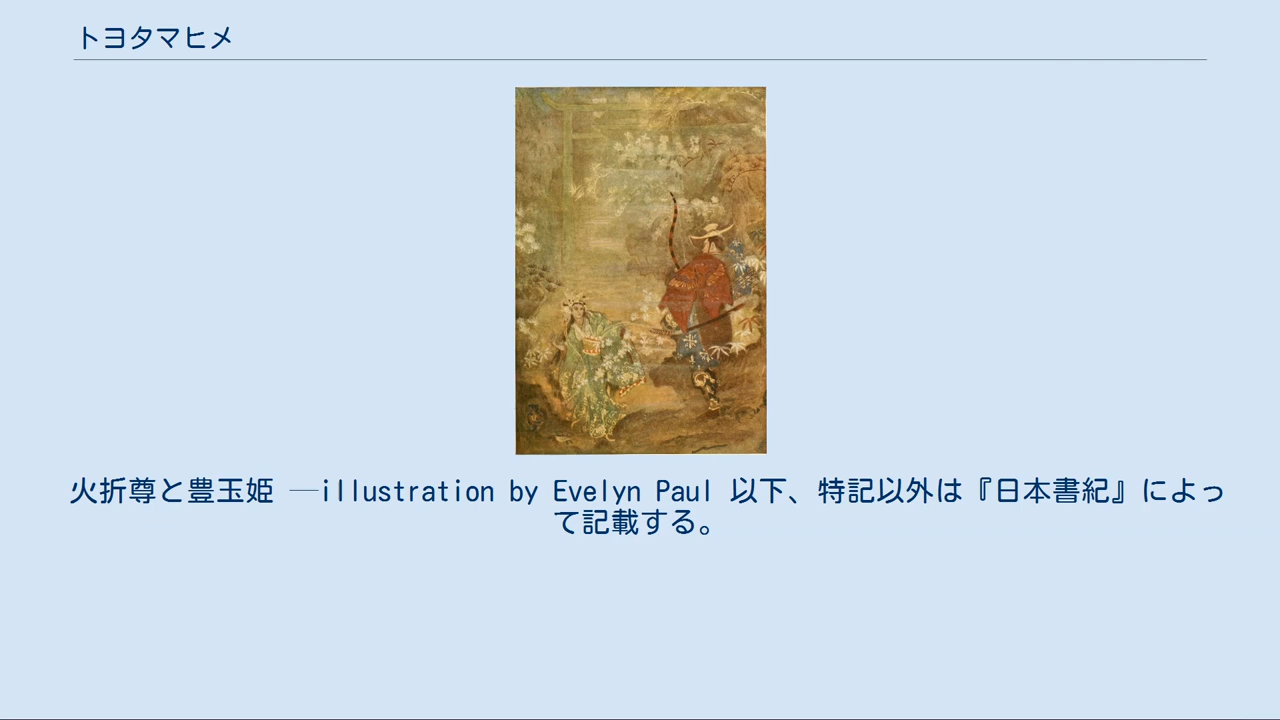 トヨタマヒメ
火折尊と豊玉姫 ―illustration by Evelyn Paul 以下、特記以外は『日本書紀』によっ
て記載する。